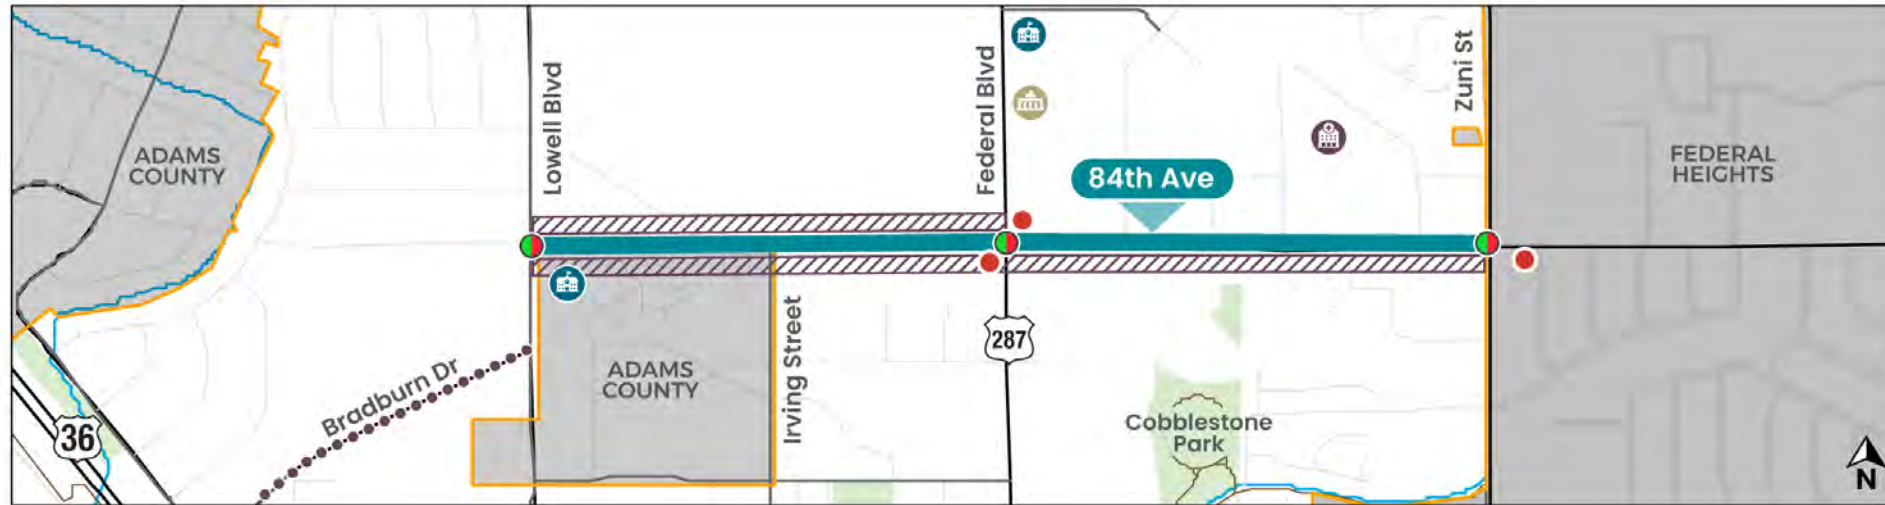 Lowell Blvd
Federal Blvd
Zuni St
ADAMS
COUNTY
84th Ave
FEDERAL
HEIGHTS
287
Irving Street
ADAMS
COUNTY
Bradburn Dr
36
Cobblestone
Park
N